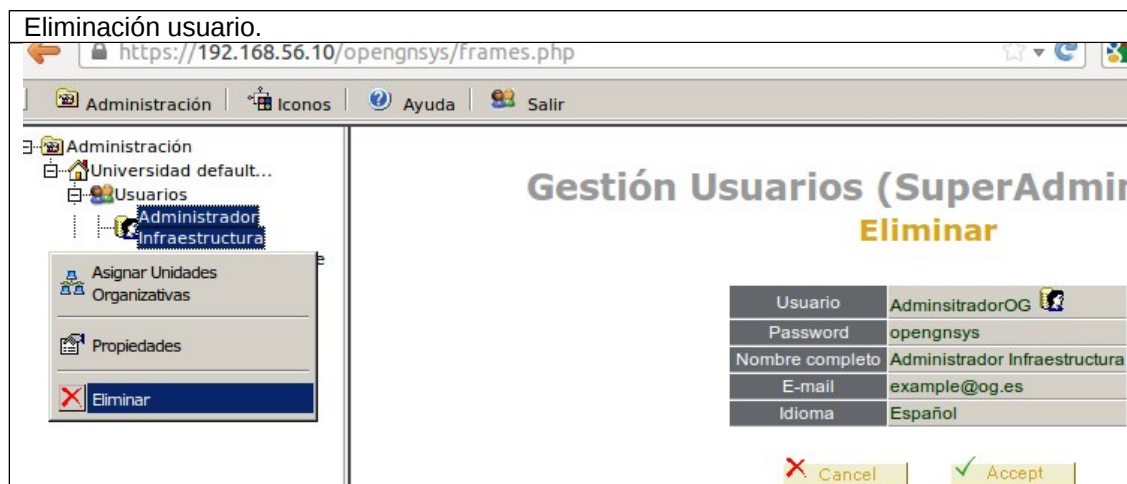 Eliminación usuario.
https://192.168.56.10/opengnsys/frames.php
Administración Iconos Ayuda Salir
Administración
Universidad default...
Usuarios
Administrador
Infraestructura
Asignar Unidades
Organizativas
Propiedades
Eliminar
Gestión Usuarios (SuperAdmin
Eliminar
Usuario AdminsitradorOG
Password opengnsys
Nombre completo Administrador Infraestructura
E-mail example@og.es
Idioma Español
Cancel Accept